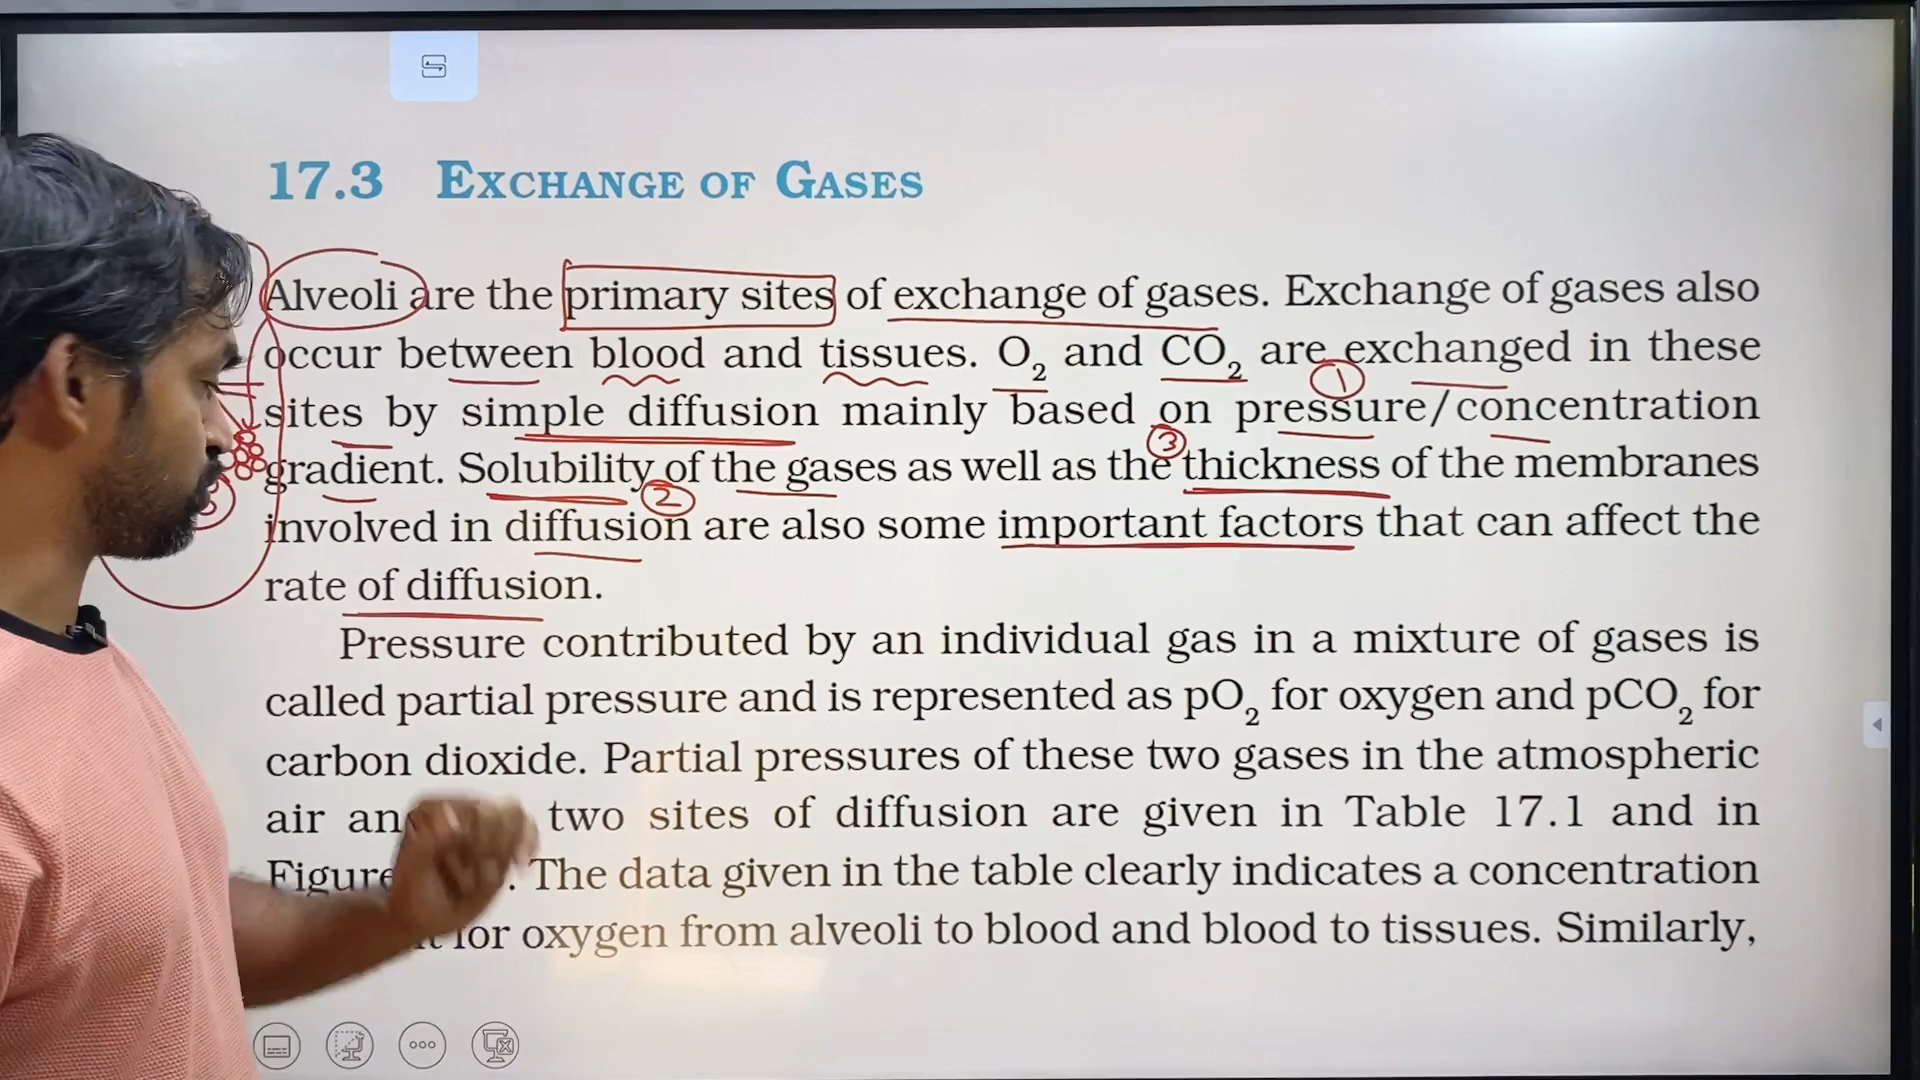 17.3 EXCHANGE OF GASES
Alveoli are the primary sites of exchange of gases. Exchange of gases also
occur between blood and tissues. O2 and CO2 are exchanged in these
1
sites by simple diffusion mainly based on pressure/concentration
3
gradient. Solubility of the gases as well as the thickness of the membranes
2
involved in diffusion are also some important factors that can affect the
rate of diffusion.
Pressure contributed by an individual gas in a mixture of gases is
called partial pressure and is represented as pO2 for oxygen and pCO2 for
carbon dioxide. Partial pressures of these two gases in the atmospheric
air two sites of diffusion are given in Table 17.1 and in
Figure The data given in the table clearly indicates a concentration
for oxygen from alveoli to blood and blood to tissues. Similarly,